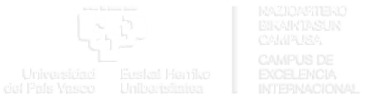 Universidad
del País Vasco
Euskal Herriko
Unibertsitatea
NAZIOARTEKO
BIKAINTASUN
CAMPUSA
CAMPUS DE
EXCELENCIA
INTERNACIONAL